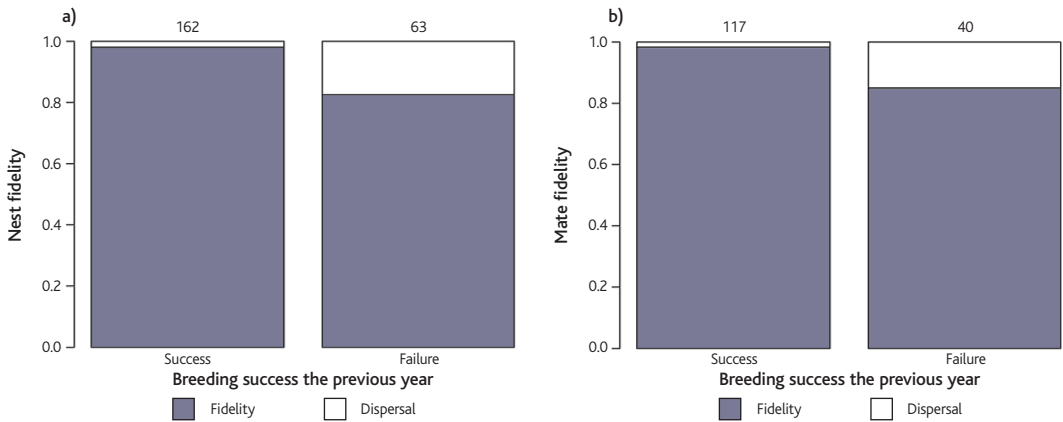 a)
162 63
Nest fidelity
1.0
0.8
0.6
0.4
0.2
0.0
Success Failure
Breeding success the previous year
Fidelity Dispersal
b)
117 40
Mate fidelity
1.0
0.8
0.6
0.4
0.2
0.0
Success Failure
Breeding success the previous year
Fidelity Dispersal